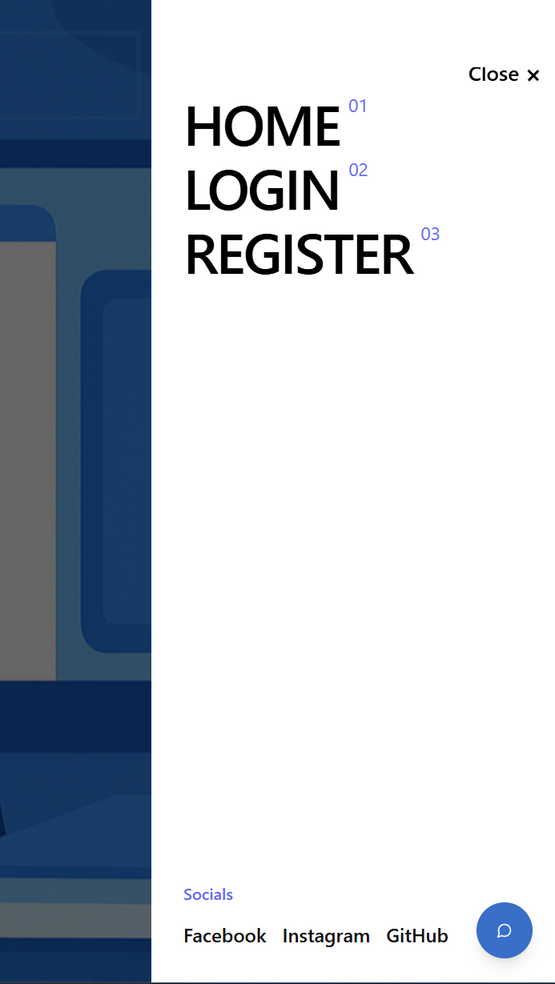 Close ×
HOME 01
LOGIN 02
REGISTER 03
Socials
Facebook Instagram GitHub